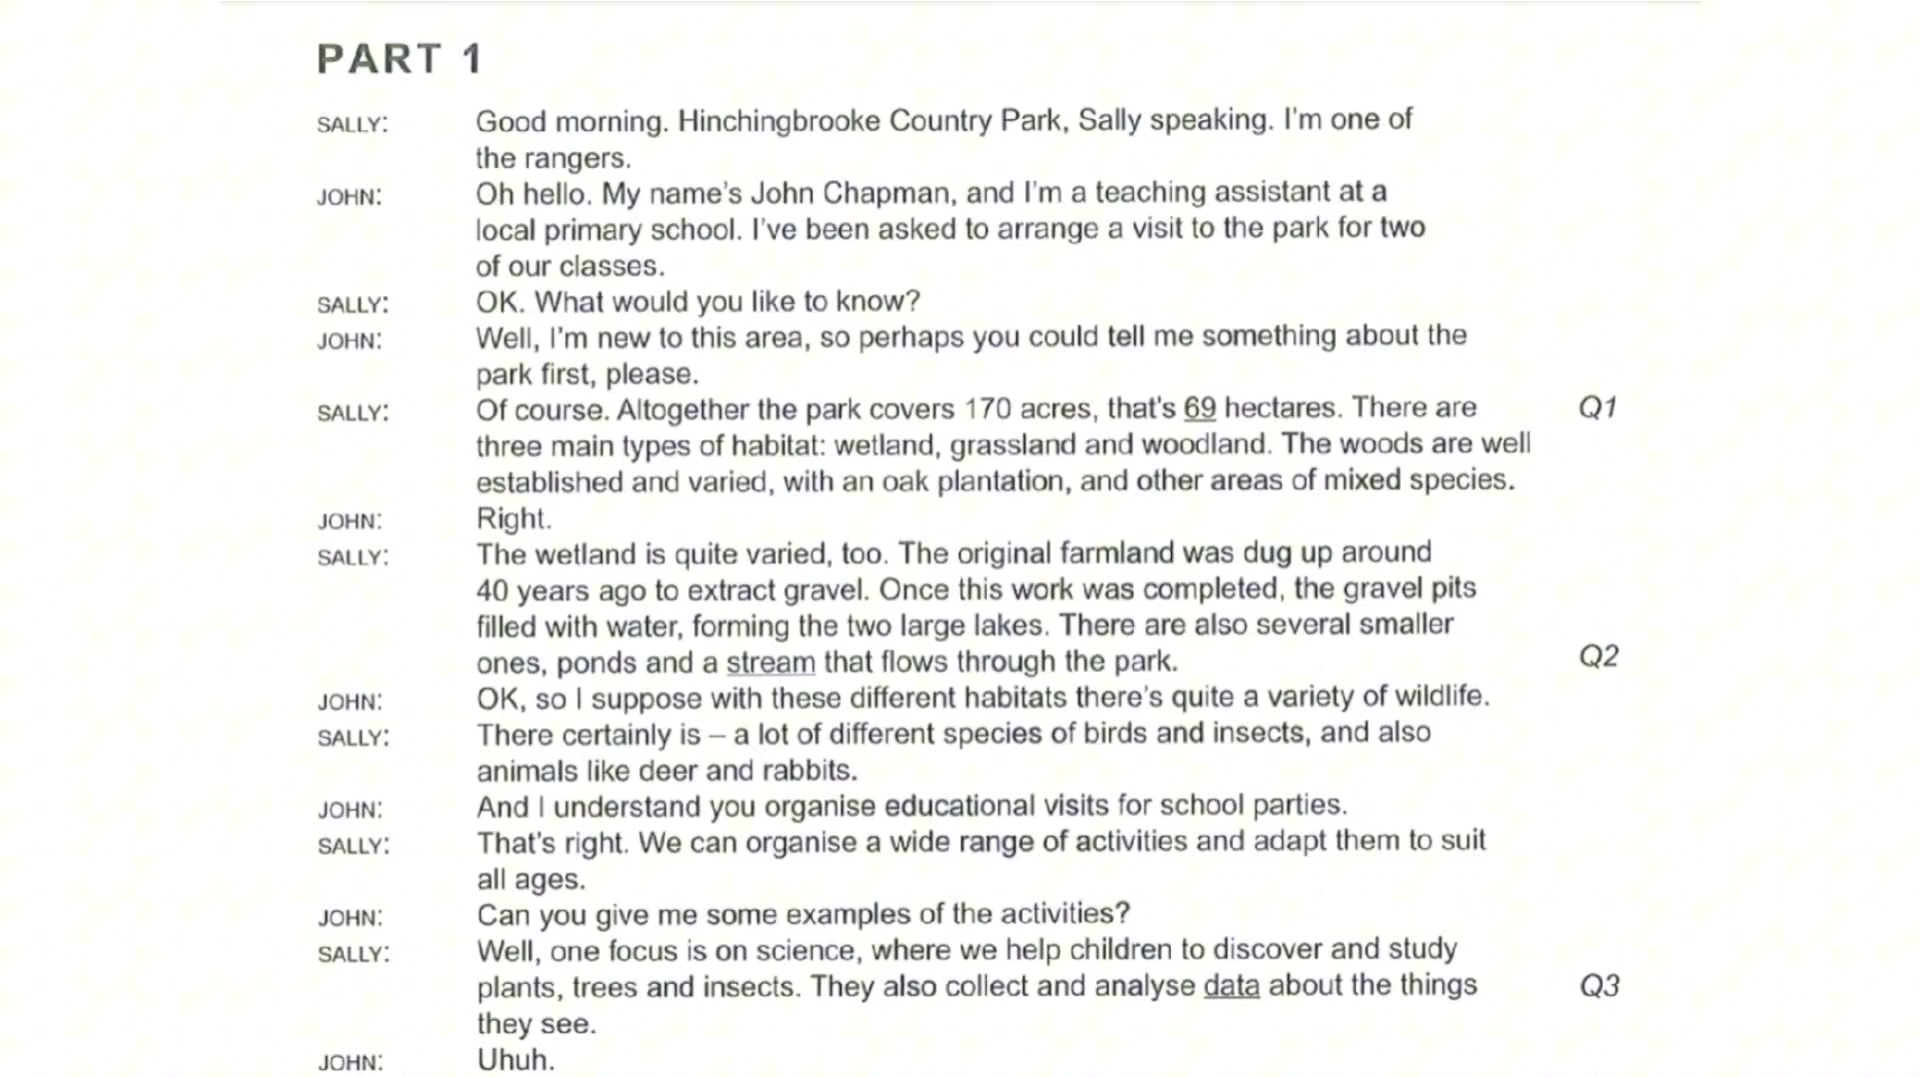 PART 1
SALLY: Good morning. Hinchingbrooke Country Park, Sally speaking. I'm one of
the rangers.
JOHN: Oh hello. My name's John Chapman, and I'm a teaching assistant at a
local primary school. I've been asked to arrange a visit to the park for two
of our classes.
SALLY: OK. What would you like to know?
JOHN: Well, I'm new to this area, so perhaps you could tell me something about the
park first, please.
SALLY: Of course. Altogether the park covers 170 acres, that's 69 hectares. There are Q1
three main types of habitat: wetland, grassland and woodland. The woods are well
established and varied, with an oak plantation, and other areas of mixed species.
JOHN: Right.
SALLY: The wetland is quite varied, too. The original farmland was dug up around
40 years ago to extract gravel. Once this work was completed, the gravel pits
filled with water, forming the two large lakes. There are also several smaller
ones, ponds and a stream that flows through the park. Q2
JOHN: OK, so I suppose with these different habitats there's quite a variety of wildlife.
SALLY: There certainly is – a lot of different species of birds and insects, and also
animals like deer and rabbits.
JOHN: And I understand you organise educational visits for school parties.
SALLY: That's right. We can organise a wide range of activities and adapt them to suit
all ages.
JOHN: Can you give me some examples of the activities?
SALLY: Well, one focus is on science, where we help children to discover and study
plants, trees and insects. They also collect and analyse data about the things Q3
they see.
JOHN: Uhuh.